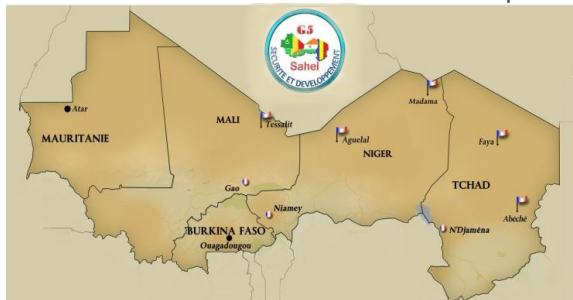 G5
Sahel
SECURITE ET DEVELOPPEMENT
Atar
MAURITANIE
MALI
Tessalit
Gao
BURKINA FASO
Ouagadougou
Niamey
Aguelal
NIGER
Madama
Faya
TCHAD
Abéché
N'Djaména